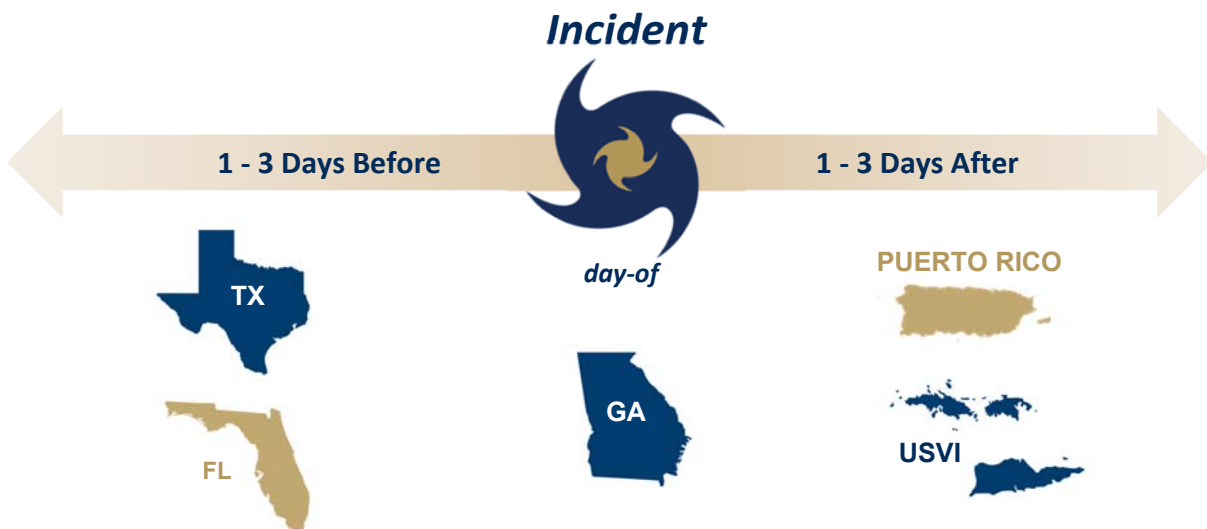 Incident
1 - 3 Days Before
1 - 3 Days After
day-of
TX
FL
GA
PUERTO RICO
USVI